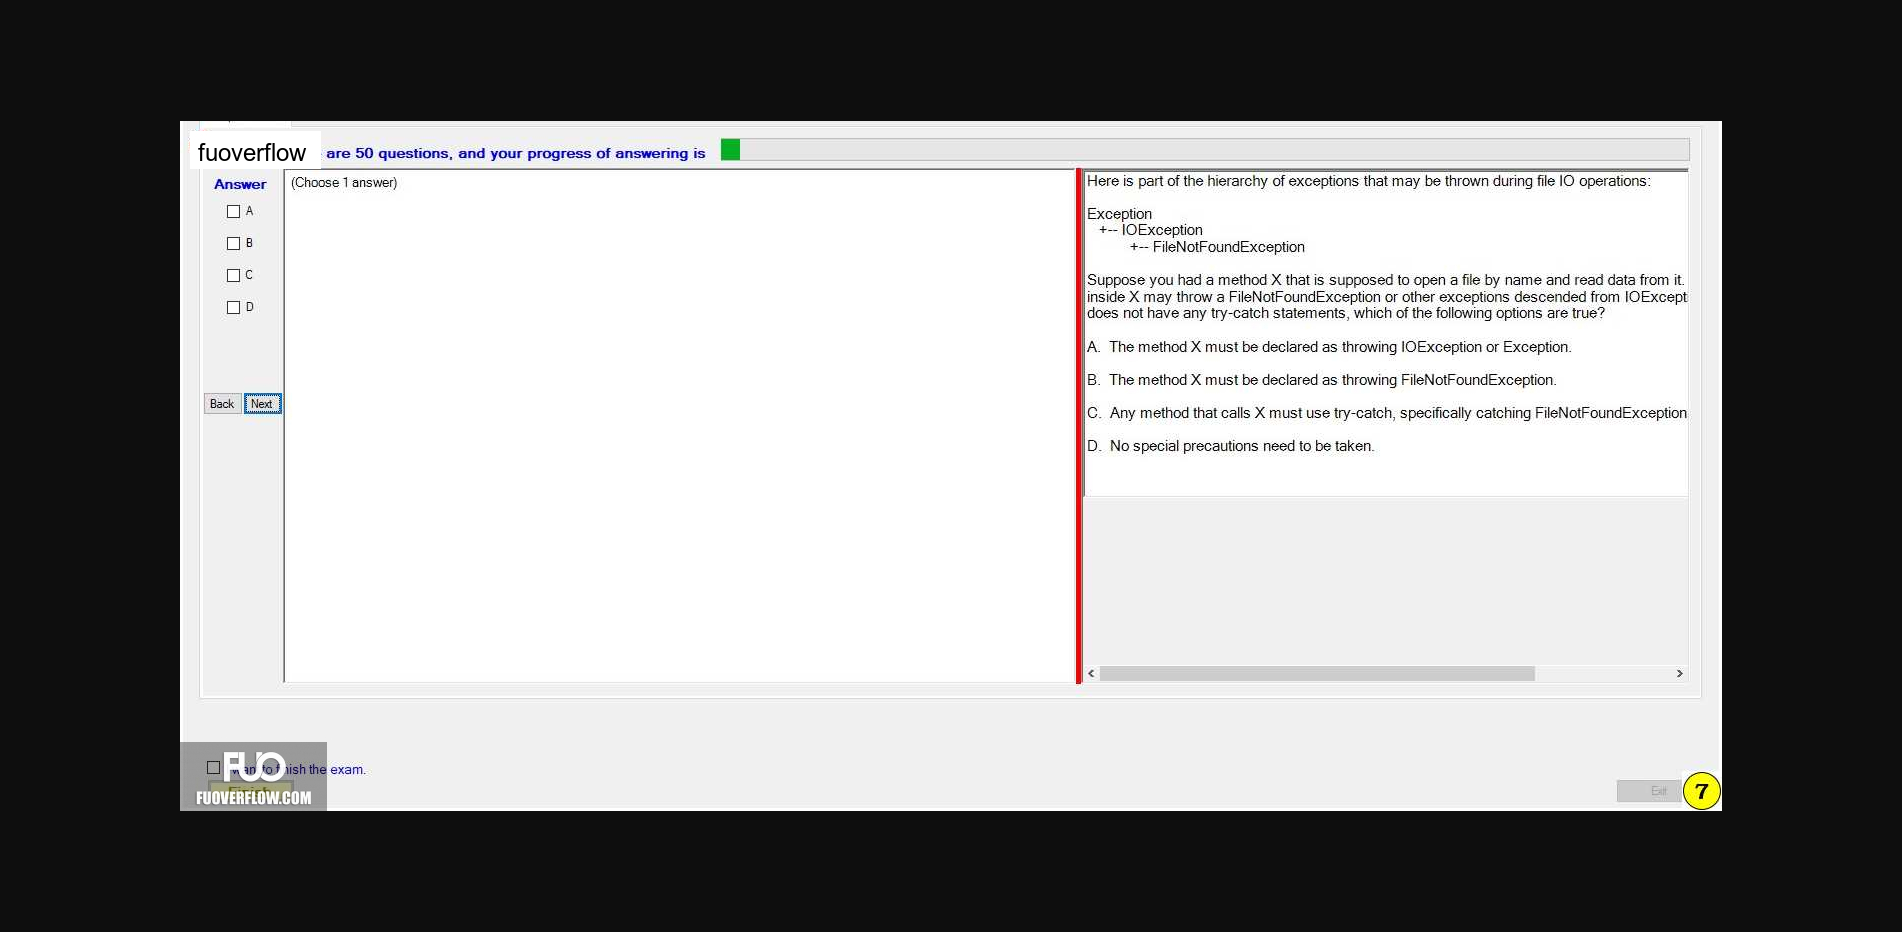 fuoverflow are 50 questions, and your progress of answering is
Answer
(Choose 1 answer)
A
B
C
D
Back Next
Here is part of the hierarchy of exceptions that may be thrown during file IO operations:
Exception
+-- IOException
+-- FileNotFoundException
Suppose you had a method X that is supposed to open a file by name and read data from it.
inside X may throw a FileNotFoundException or other exceptions descended from IOExcept
does not have any try-catch statements, which of the following options are true?
A. The method X must be declared as throwing IOException or Exception.
B. The method X must be declared as throwing FileNotFoundException.
C. Any method that calls X must use try-catch, specifically catching FileNotFoundException
D. No special precautions need to be taken.
FUO
want to finish the exam.
Finish
FUOVERFLOW.COM
Exit
7